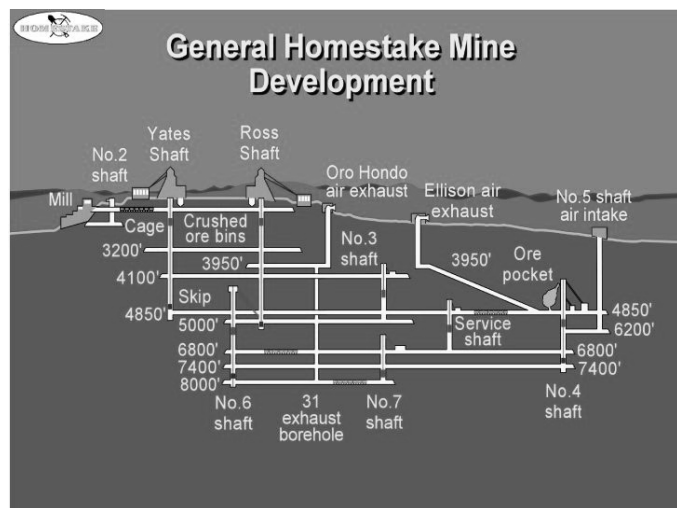 HOMESTAKE
General Homestake Mine
Development
Yates
Shaft
Ross
Shaft
No.2
shaft
Oro Hondo
air exhaust
Ellison air
exhaust
No.5 shaft
air intake
Mill
Cage
Crushed
ore bins
No.3
shaft
3200'
3950'
3950'
Ore
pocket
4100'
Skip
4850'
4850'
5000'
Service
shaft
6200'
6800'
6800'
7400'
7400'
8000'
No.6
shaft
31
exhaust
borehole
No.7
shaft
No.4
shaft